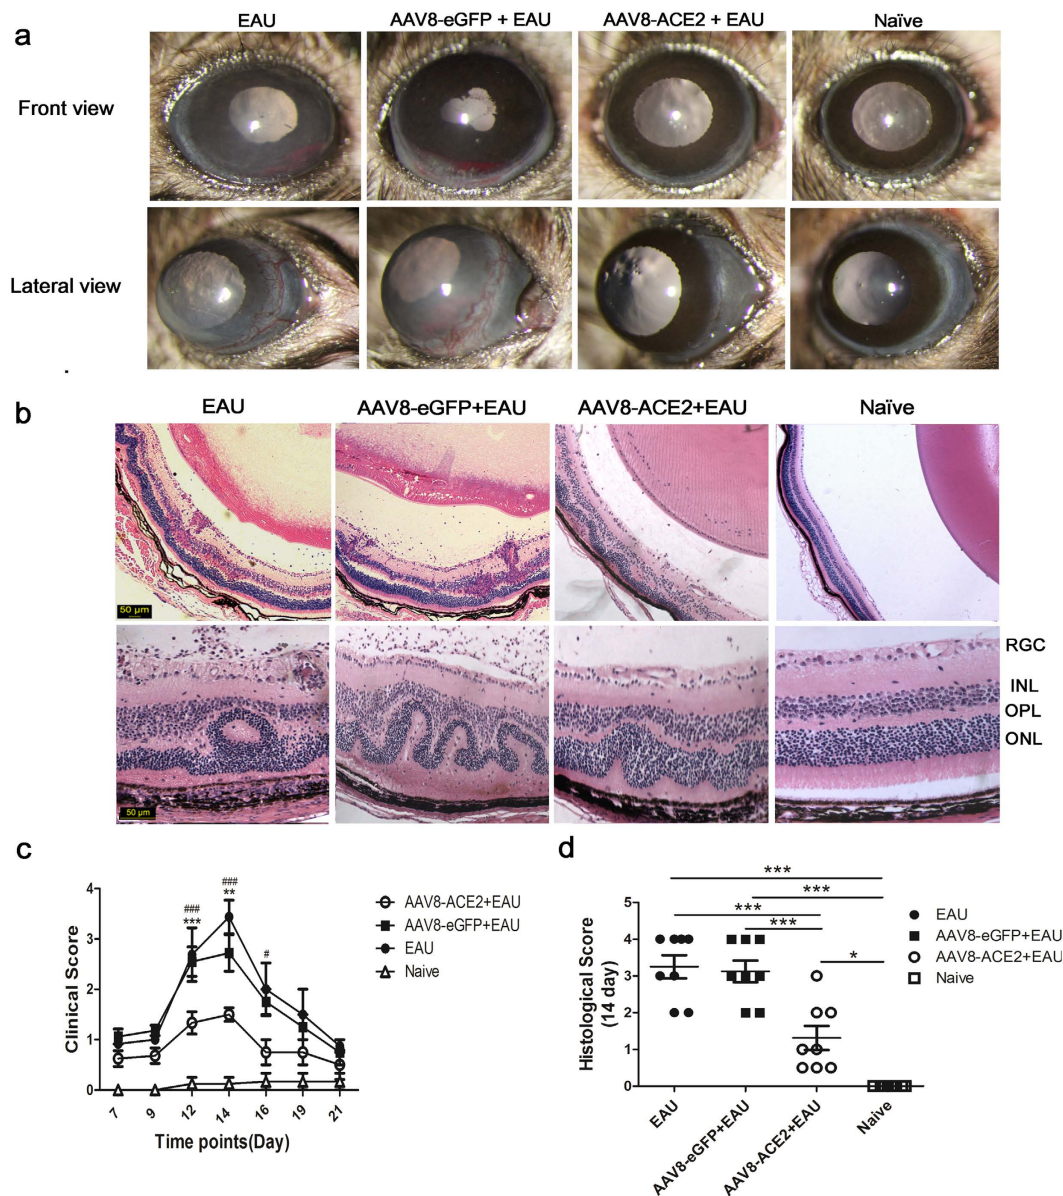 a
EAU AAV8-eGFP + EAU AAV8-ACE2 + EAU Naïve
Front view
Lateral view
b
EAU AAV8-eGFP+EAU AAV8-ACE2+EAU Naïve
50 µm
50 µm
RGC
INL
OPL
ONL
c
Clinical Score
4
3
2
1
0
7 9 12 14 16 19 21
Time points(Day)
###
***
###
**
#
AAV8-ACE2+EAU
AAV8-eGFP+EAU
EAU
Naive
d
Histological Score
(14 day)
5
4
3
2
1
0
***
***
***
***
*
EAU
AAV8-eGFP+EAU
AAV8-ACE2+EAU
Naive
EAU AAV8-eGFP+EAU AAV8-ACE2+EAU Naive